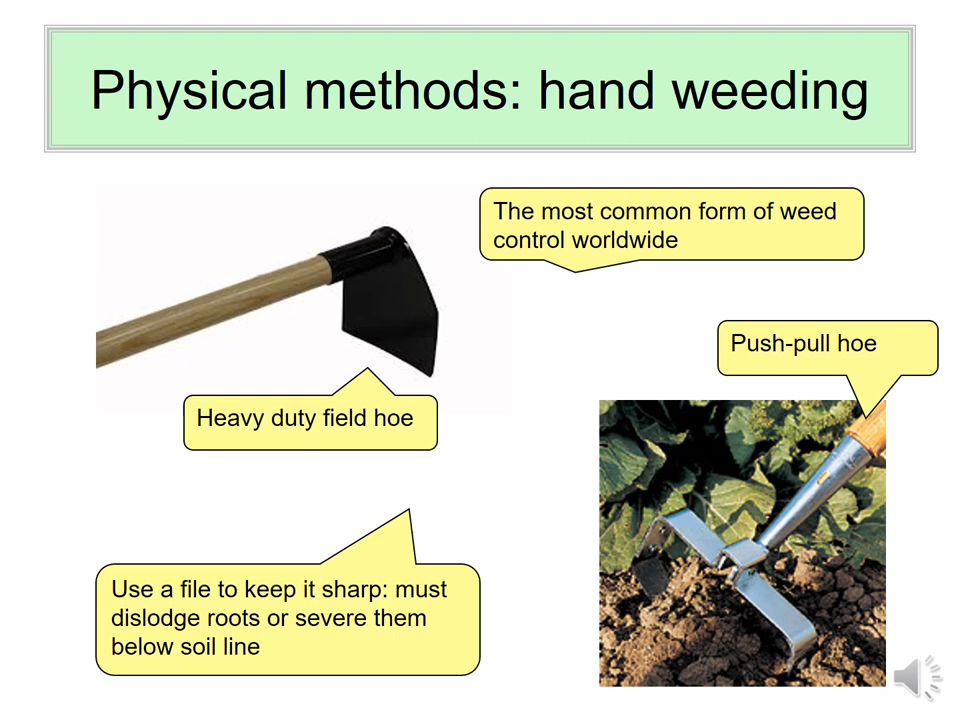 Physical methods: hand weeding
The most common form of weed
control worldwide
Push-pull hoe
Heavy duty field hoe
Use a file to keep it sharp: must
dislodge roots or severe them
below soil line